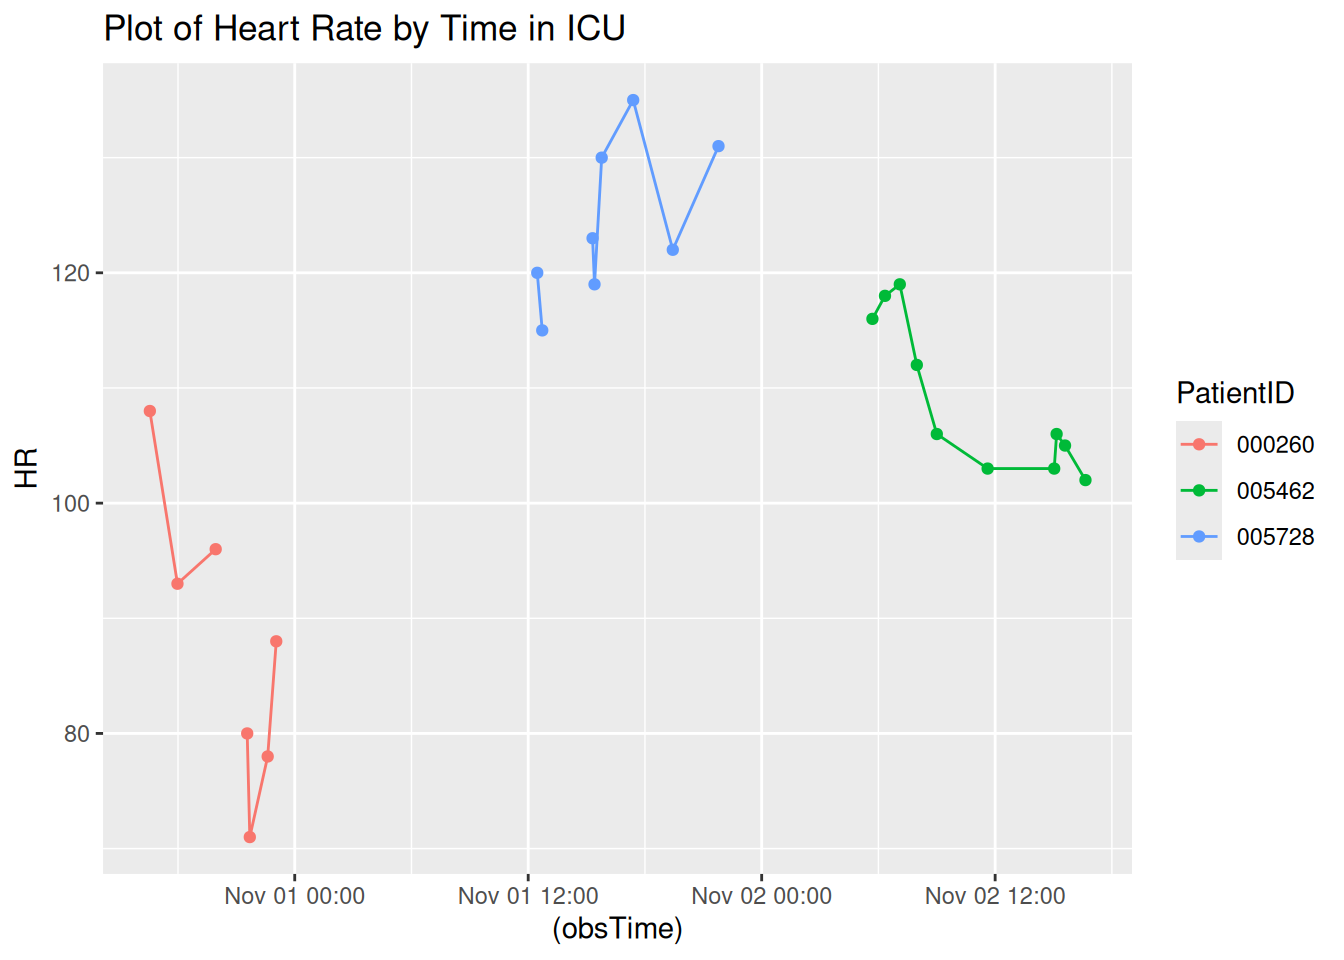 Plot of Heart Rate by Time in ICU
HR
120
100
80
Nov 01 00:00
Nov 01 12:00
Nov 02 00:00
Nov 02 12:00
(obsTime)
PatientID
000260
005462
005728